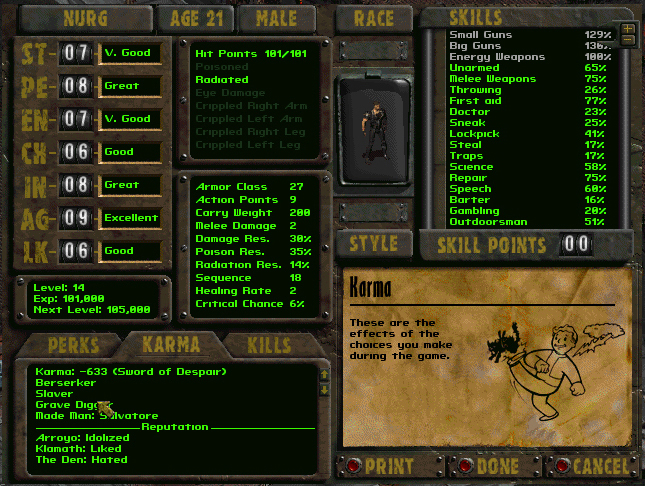 NURG AGE 21 MALE RACE SKILLS
ST 07 V. Good
PE 08 Great
EN 07 V. Good
CH 06 Good
IN 08 Great
AG 09 Excellent
LK 06 Good
Hit Points 101/101
Poisoned
Radiated
Eye Damage
Crippled Right Arm
Crippled Left Arm
Crippled Right Leg
Crippled Left Leg
Armor Class 27
Action Points 9
Carry Weight 200
Melee Damage 2
Damage Res. 30%
Poison Res. 35%
Radiation Res. 14%
Sequence 18
Healing Rate 2
Critical Chance 6%
Small Guns 129%
Big Guns 136%
Energy Weapons 100%
Unarmed 65%
Melee Weapons 75%
Throwing 26%
First aid 77%
Doctor 23%
Sneak 25%
Lockpick 41%
Steal 17%
Traps 17%
Science 58%
Repair 75%
Speech 60%
Barter 16%
Gambling 20%
Outdoorsman 51%
STYLE
SKILL POINTS 00
Level: 14
Exp: 101,000
Next Level: 105,000
PERKS KARMA KILLS
Karma: -633 (Sword of Despair)
Berserker
Slaver
Grave
Made Man:
Reputation
Arroyo: Idolized
Klamath: Liked
The Den: Hated
Karma
These are the
effects of the
choices you make
during the game.
PRINT DONE CANCEL